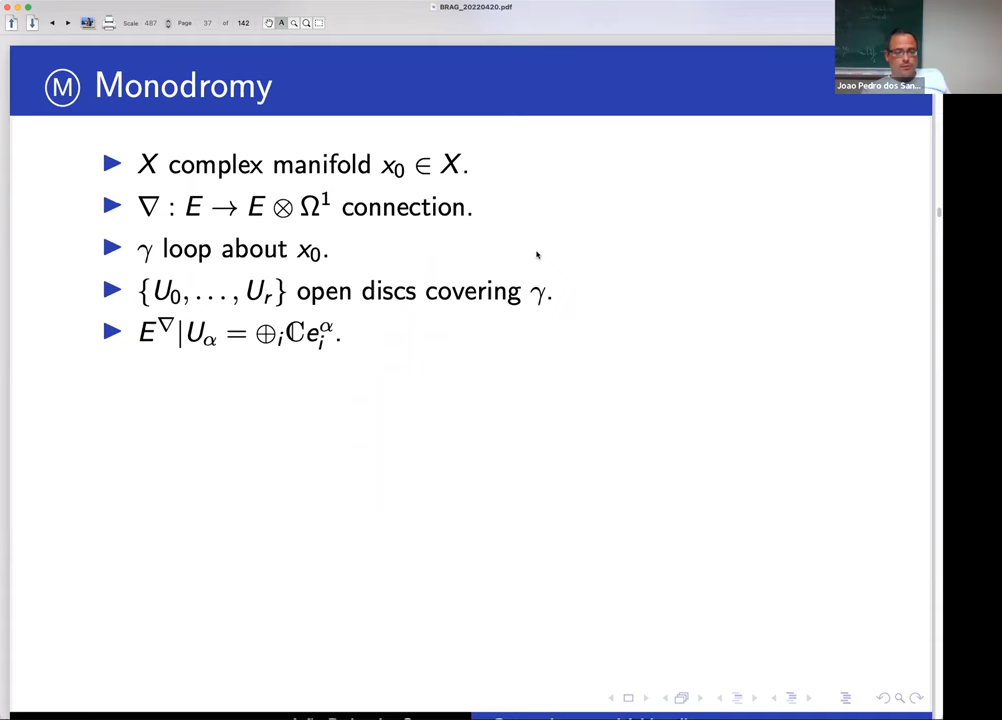 BRAG_20220420.pdf
Scale 487 Page 37 of 142
Joao Pedro dos San...
M Monodromy
X complex manifold x₀ ∈ X.
∇ : E → E ⊗ Ω¹ connection.
γ loop about x₀.
{U₀, . . . , Uᵣ} open discs covering γ.
E^∇|U_α = ⊕ᵢℂeᵢ^α.